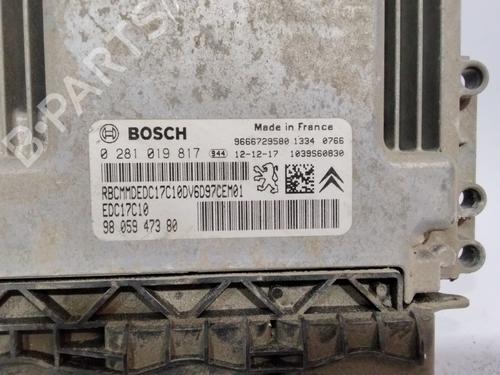 B-PARTS
BOSCH
Made in France
9666729580 1334 0766
0 281 019 817 944 12-12-17 1039S60830
RBCMMDEDC17C10DV6D97CEM01
EDC17C10
98 059 473 80